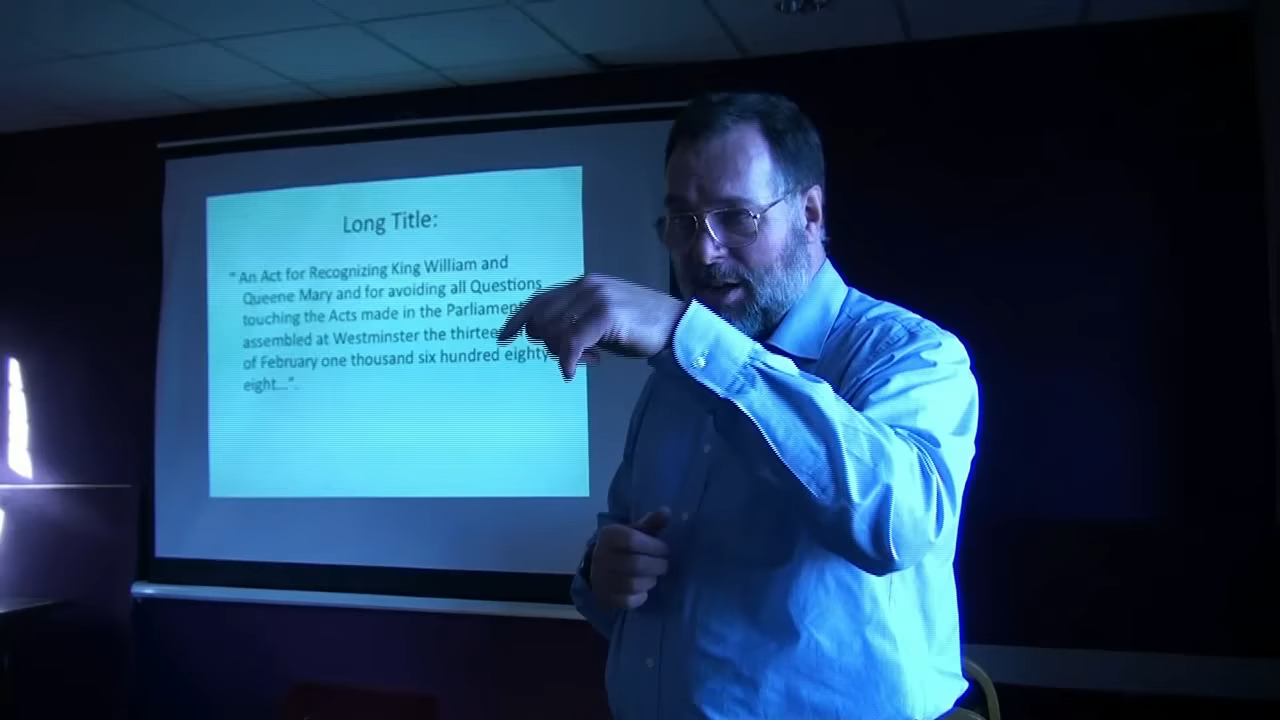 Long Title:
" An Act for Recognizing King William and
Queene Mary and for avoiding all Questions
touching the Acts made in the Parliament
assembled at Westminster the
of February one thousand six hundred eighty
eight...".